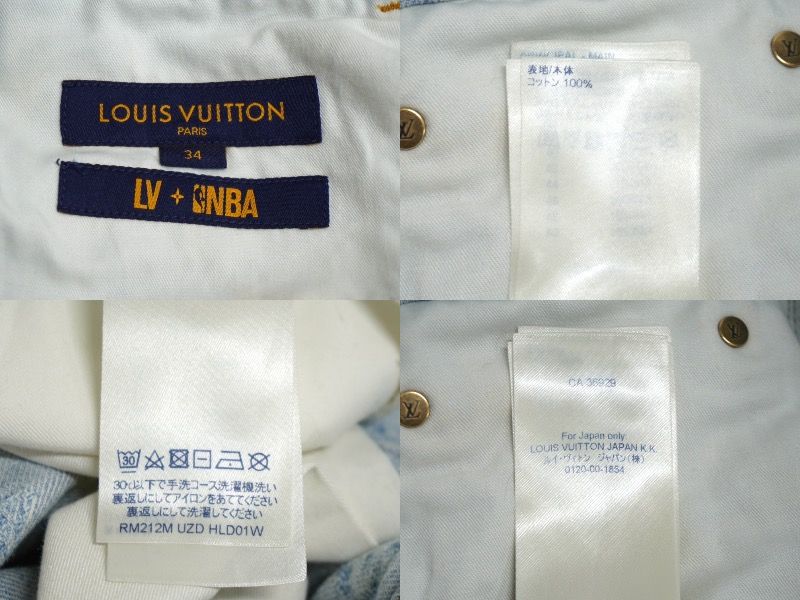 LOUIS VUITTON
PARIS
34
LV + NBA
表地/本体
コットン 100%
30℃以下で手洗コース洗濯機洗い
裏返しにしてアイロンをあててください
裏返しにして洗濯してください
RM212M UZD HLD01W
CA 36929
For Japan only:
LOUIS VUITTON JAPAN K.K.
ルイ・ヴィトン ジャパン(株)
0120-00-1854